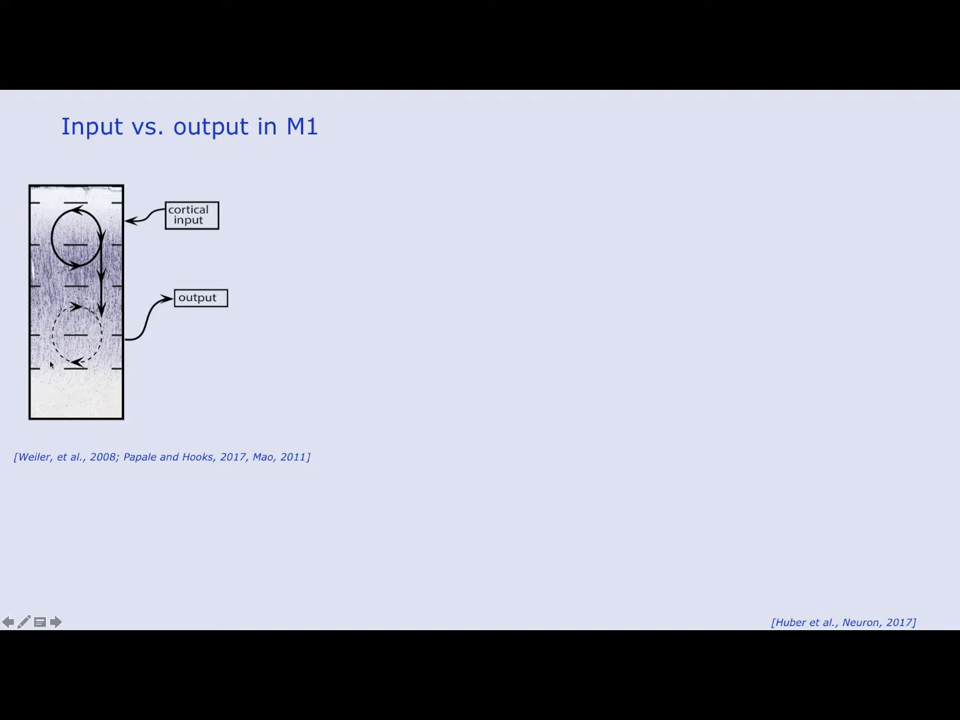 Input vs. output in M1
cortical
input
output
[Weiler, et al., 2008; Papale and Hooks, 2017, Mao, 2011]
[Huber et al., Neuron, 2017]